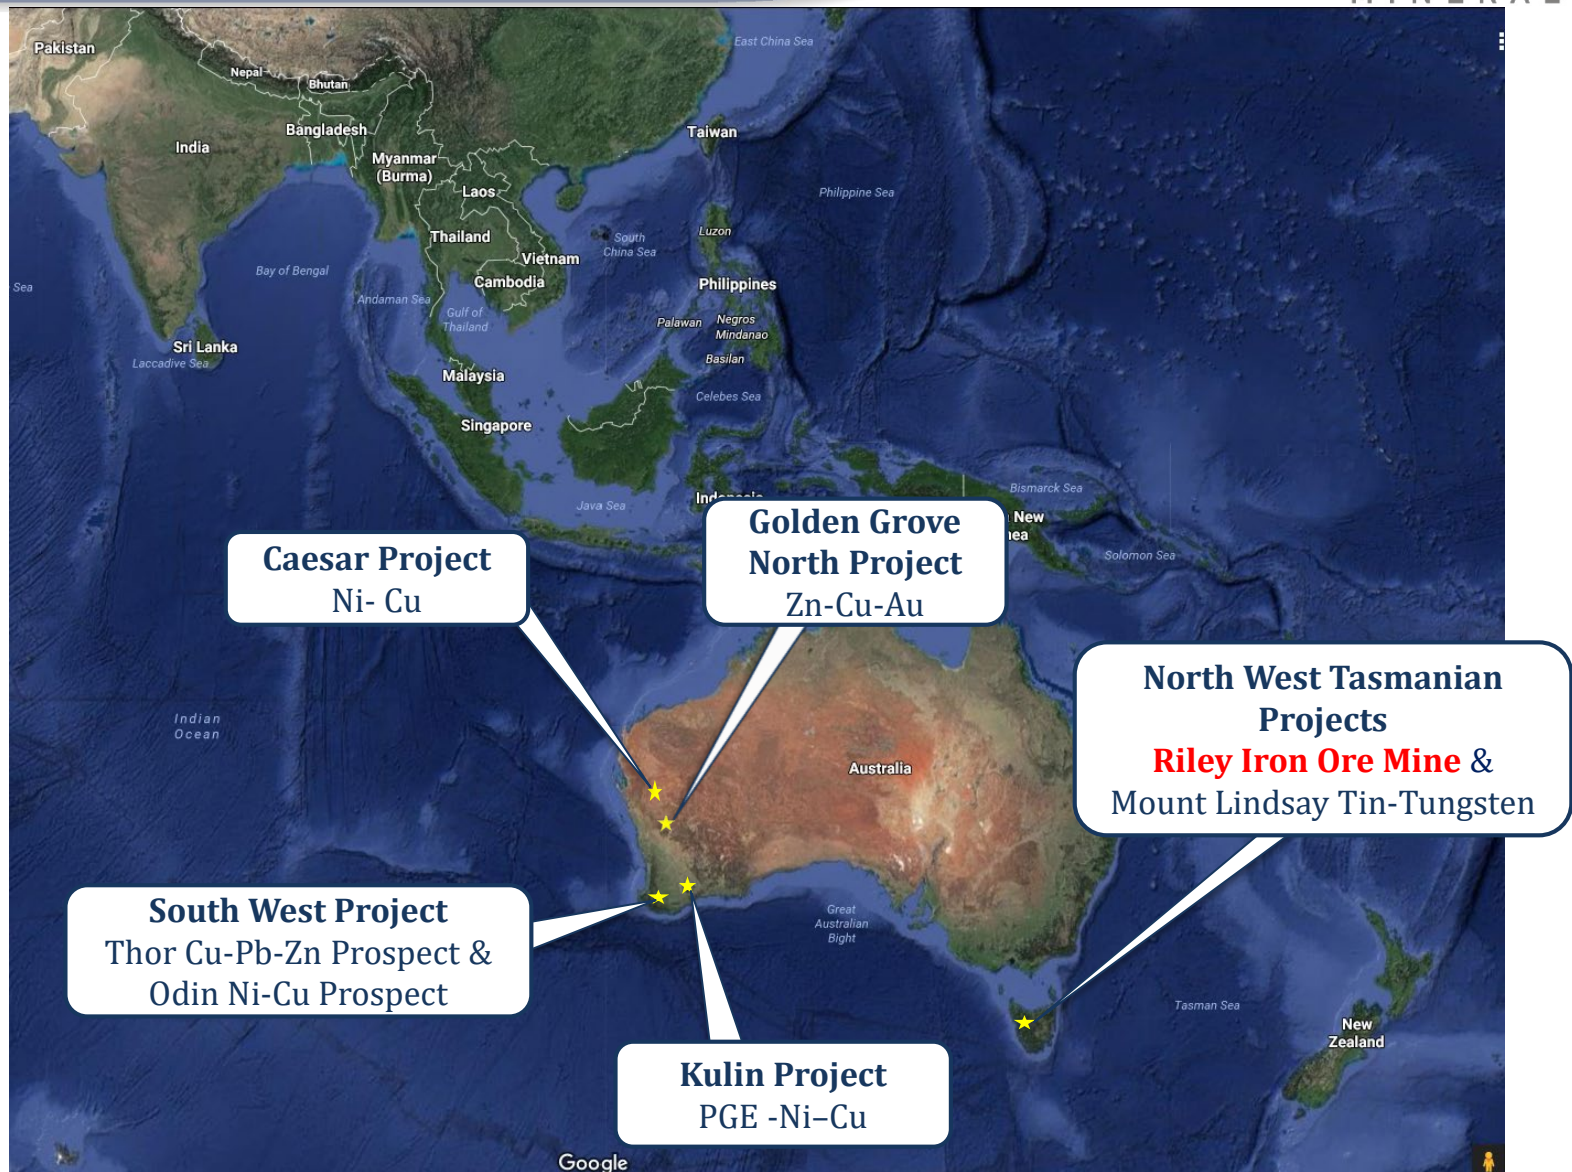 Pakistan
East China Sea
Nepal
Bhutan
Bangladesh
Taiwan
India
Myanmar
(Burma)
Laos
Philippine Sea
Thailand
Luzon
South
China Sea
Vietnam
Bay of Bengal
Cambodia
Philippines
Sea
Andaman Sea
Gulf of
Thailand
Palawan
Negros
Mindanao
Sri Lanka
Laccadive Sea
Basilan
Malaysia
Celebes Sea
Singapore
Bismarck Sea
Java Sea
New
Solomon Sea
Caesar Project
Ni- Cu
Golden Grove
North Project
Zn-Cu-Au
North West Tasmanian
Projects
Riley Iron Ore Mine &
Mount Lindsay Tin-Tungsten
Indian
Ocean
Australia
South West Project
Thor Cu-Pb-Zn Prospect &
Odin Ni-Cu Prospect
Great
Australian
Bight
Tasman Sea
New
Zealand
Kulin Project
PGE -Ni–Cu
Google